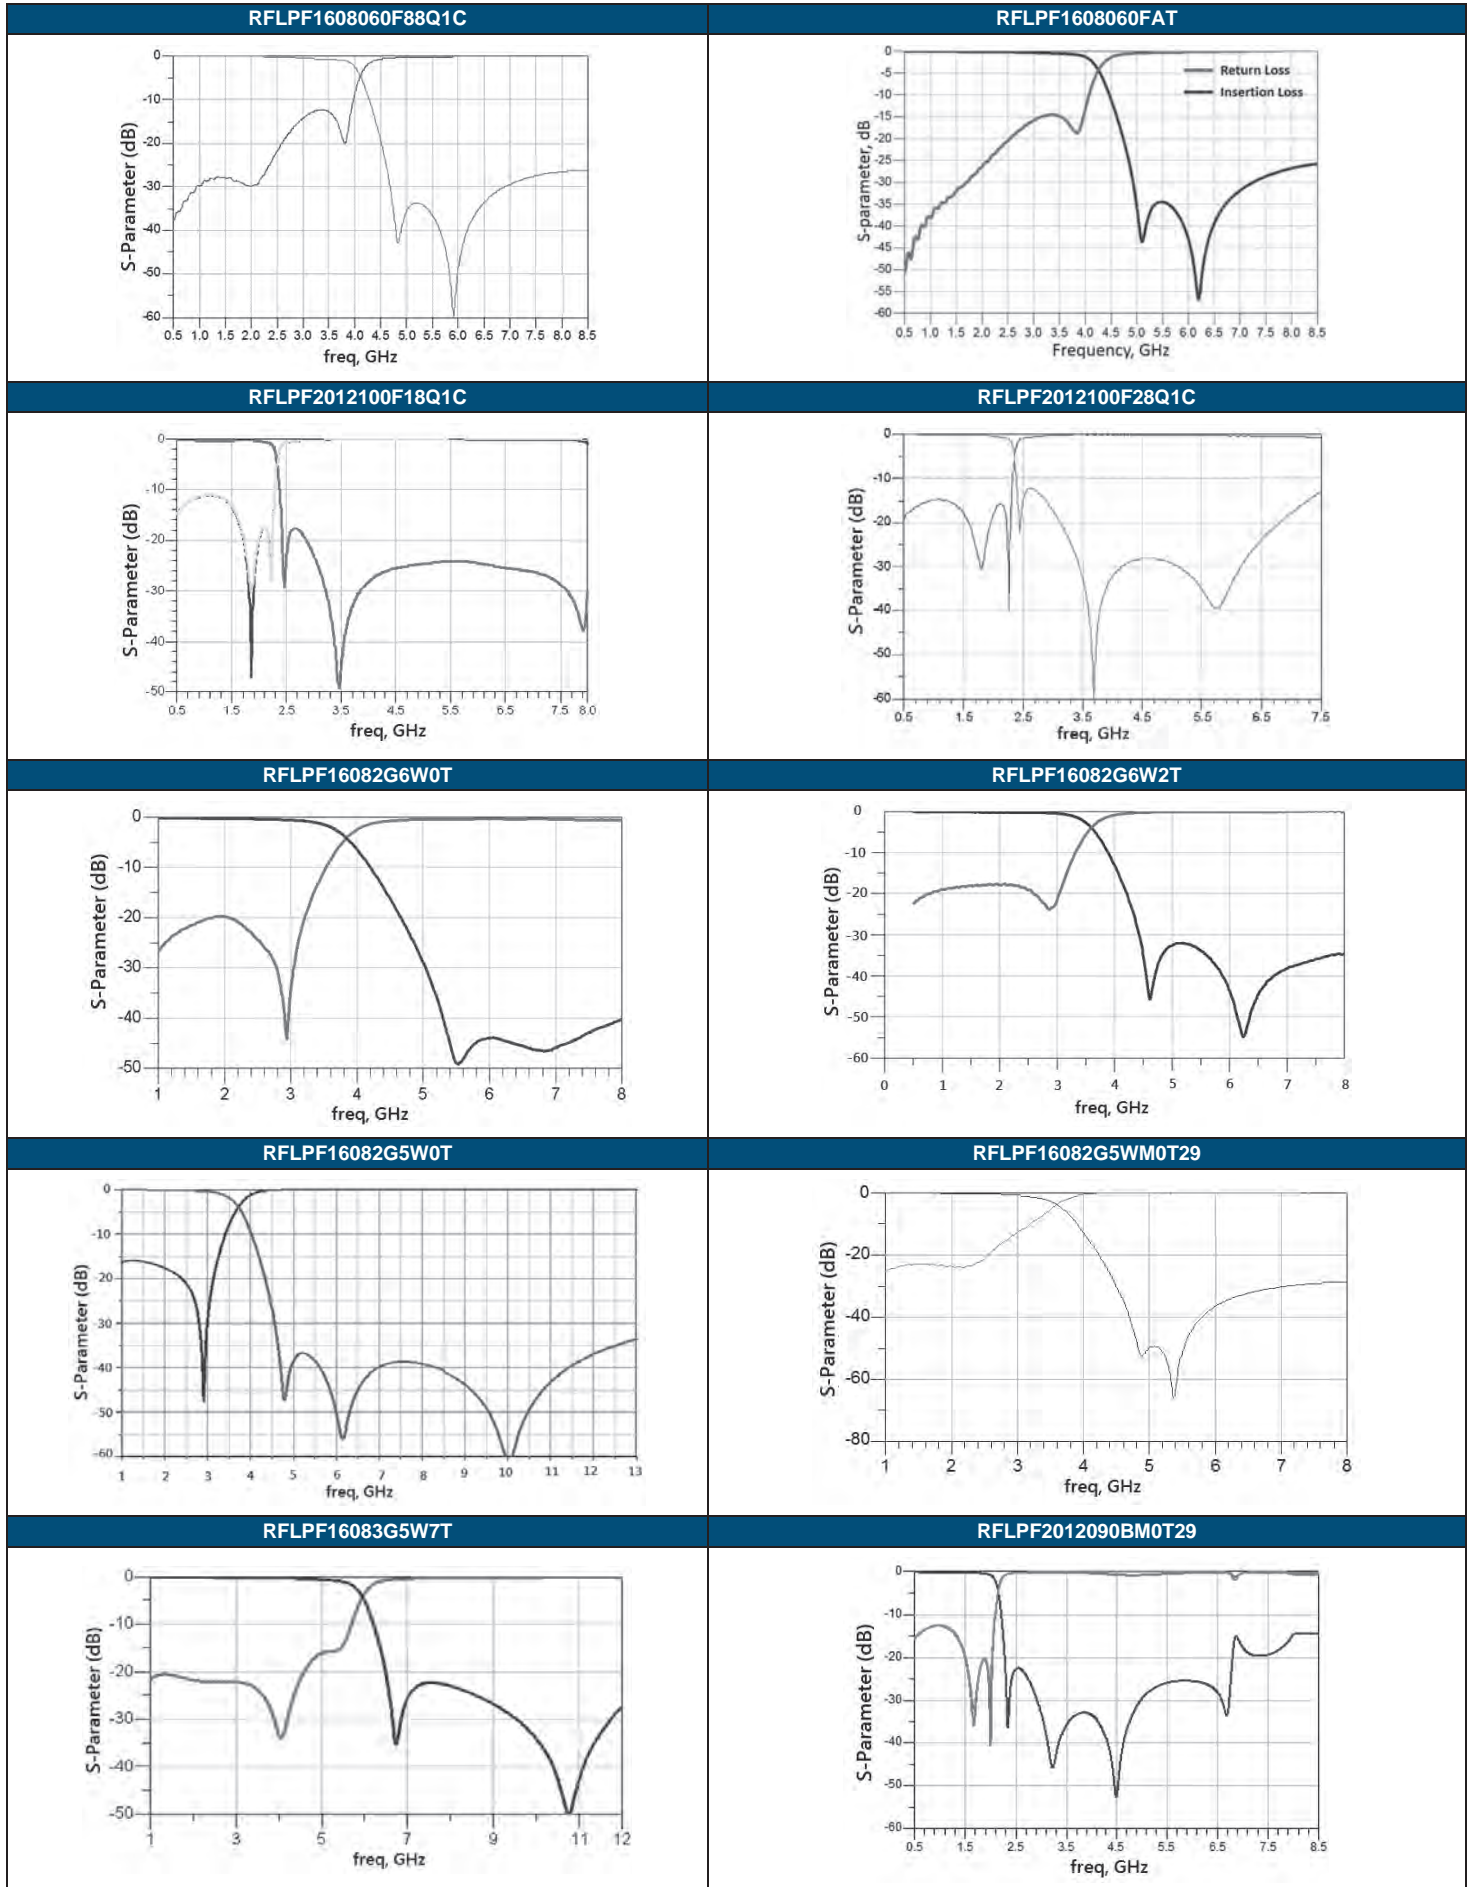 RFLPF1608060F88Q1C
0
-10
-20
-30
-40
-50
-60
S-Parameter (dB)
0.5 1.0 1.5 2.0 2.5 3.0 3.5 4.0 4.5 5.0 5.5 6.0 6.5 7.0 7.5 8.0 8.5
freq, GHz
RFLPF1608060FAT
0
-5
-10
-15
-20
-25
-30
-35
-40
-45
-50
-55
-60
S-parameter, dB
Return Loss
Insertion Loss
0.5 1.0 1.5 2.0 2.5 3.0 3.5 4.0 4.5 5.0 5.5 6.0 6.5 7.0 7.5 8.0 8.5
Frequency, GHz
RFLPF2012100F18Q1C
0
-10
-20
-30
-40
-50
S-Parameter (dB)
0.5 1.5 2.5 3.5 4.5 5.5 6.5 7.5 8.0
freq, GHz
RFLPF2012100F28Q1C
0
-10
-20
-30
-40
-50
-60
S-Parameter (dB)
0.5 1.5 2.5 3.5 4.5 5.5 6.5 7.5
freq, GHz
RFLPF16082G6W0T
0
-10
-20
-30
-40
-50
S-Parameter (dB)
1 2 3 4 5 6 7 8
freq, GHz
RFLPF16082G6W2T
0
-10
-20
-30
-40
-50
-60
S-Parameter (dB)
0 1 2 3 4 5 6 7 8
freq, GHz
RFLPF16082G5W0T
0
-10
-20
-30
-40
-50
-60
S-Parameter (dB)
1 2 3 4 5 6 7 8 9 10 11 12 13
freq, GHz
RFLPF16082G5WM0T29
0
-20
-40
-60
-80
S-Parameter (dB)
1 2 3 4 5 6 7 8
freq, GHz
RFLPF16083G5W7T
0
-10
-20
-30
-40
-50
S-Parameter (dB)
1 3 5 7 9 11 12
freq, GHz
RFLPF2012090BM0T29
0
-10
-20
-30
-40
-50
-60
S-Parameter (dB)
0.5 1.5 2.5 3.5 4.5 5.5 6.5 7.5 8.5
freq, GHz